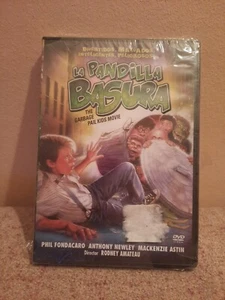 LA PANDILLA
BASURA
THE GARBAGE
PAIL KIDS MOVIE
DVD
PHIL FONDACARO ANTHONY NEWLEY MACKENZIE ASTIN
Director RODNEY AMATEAU